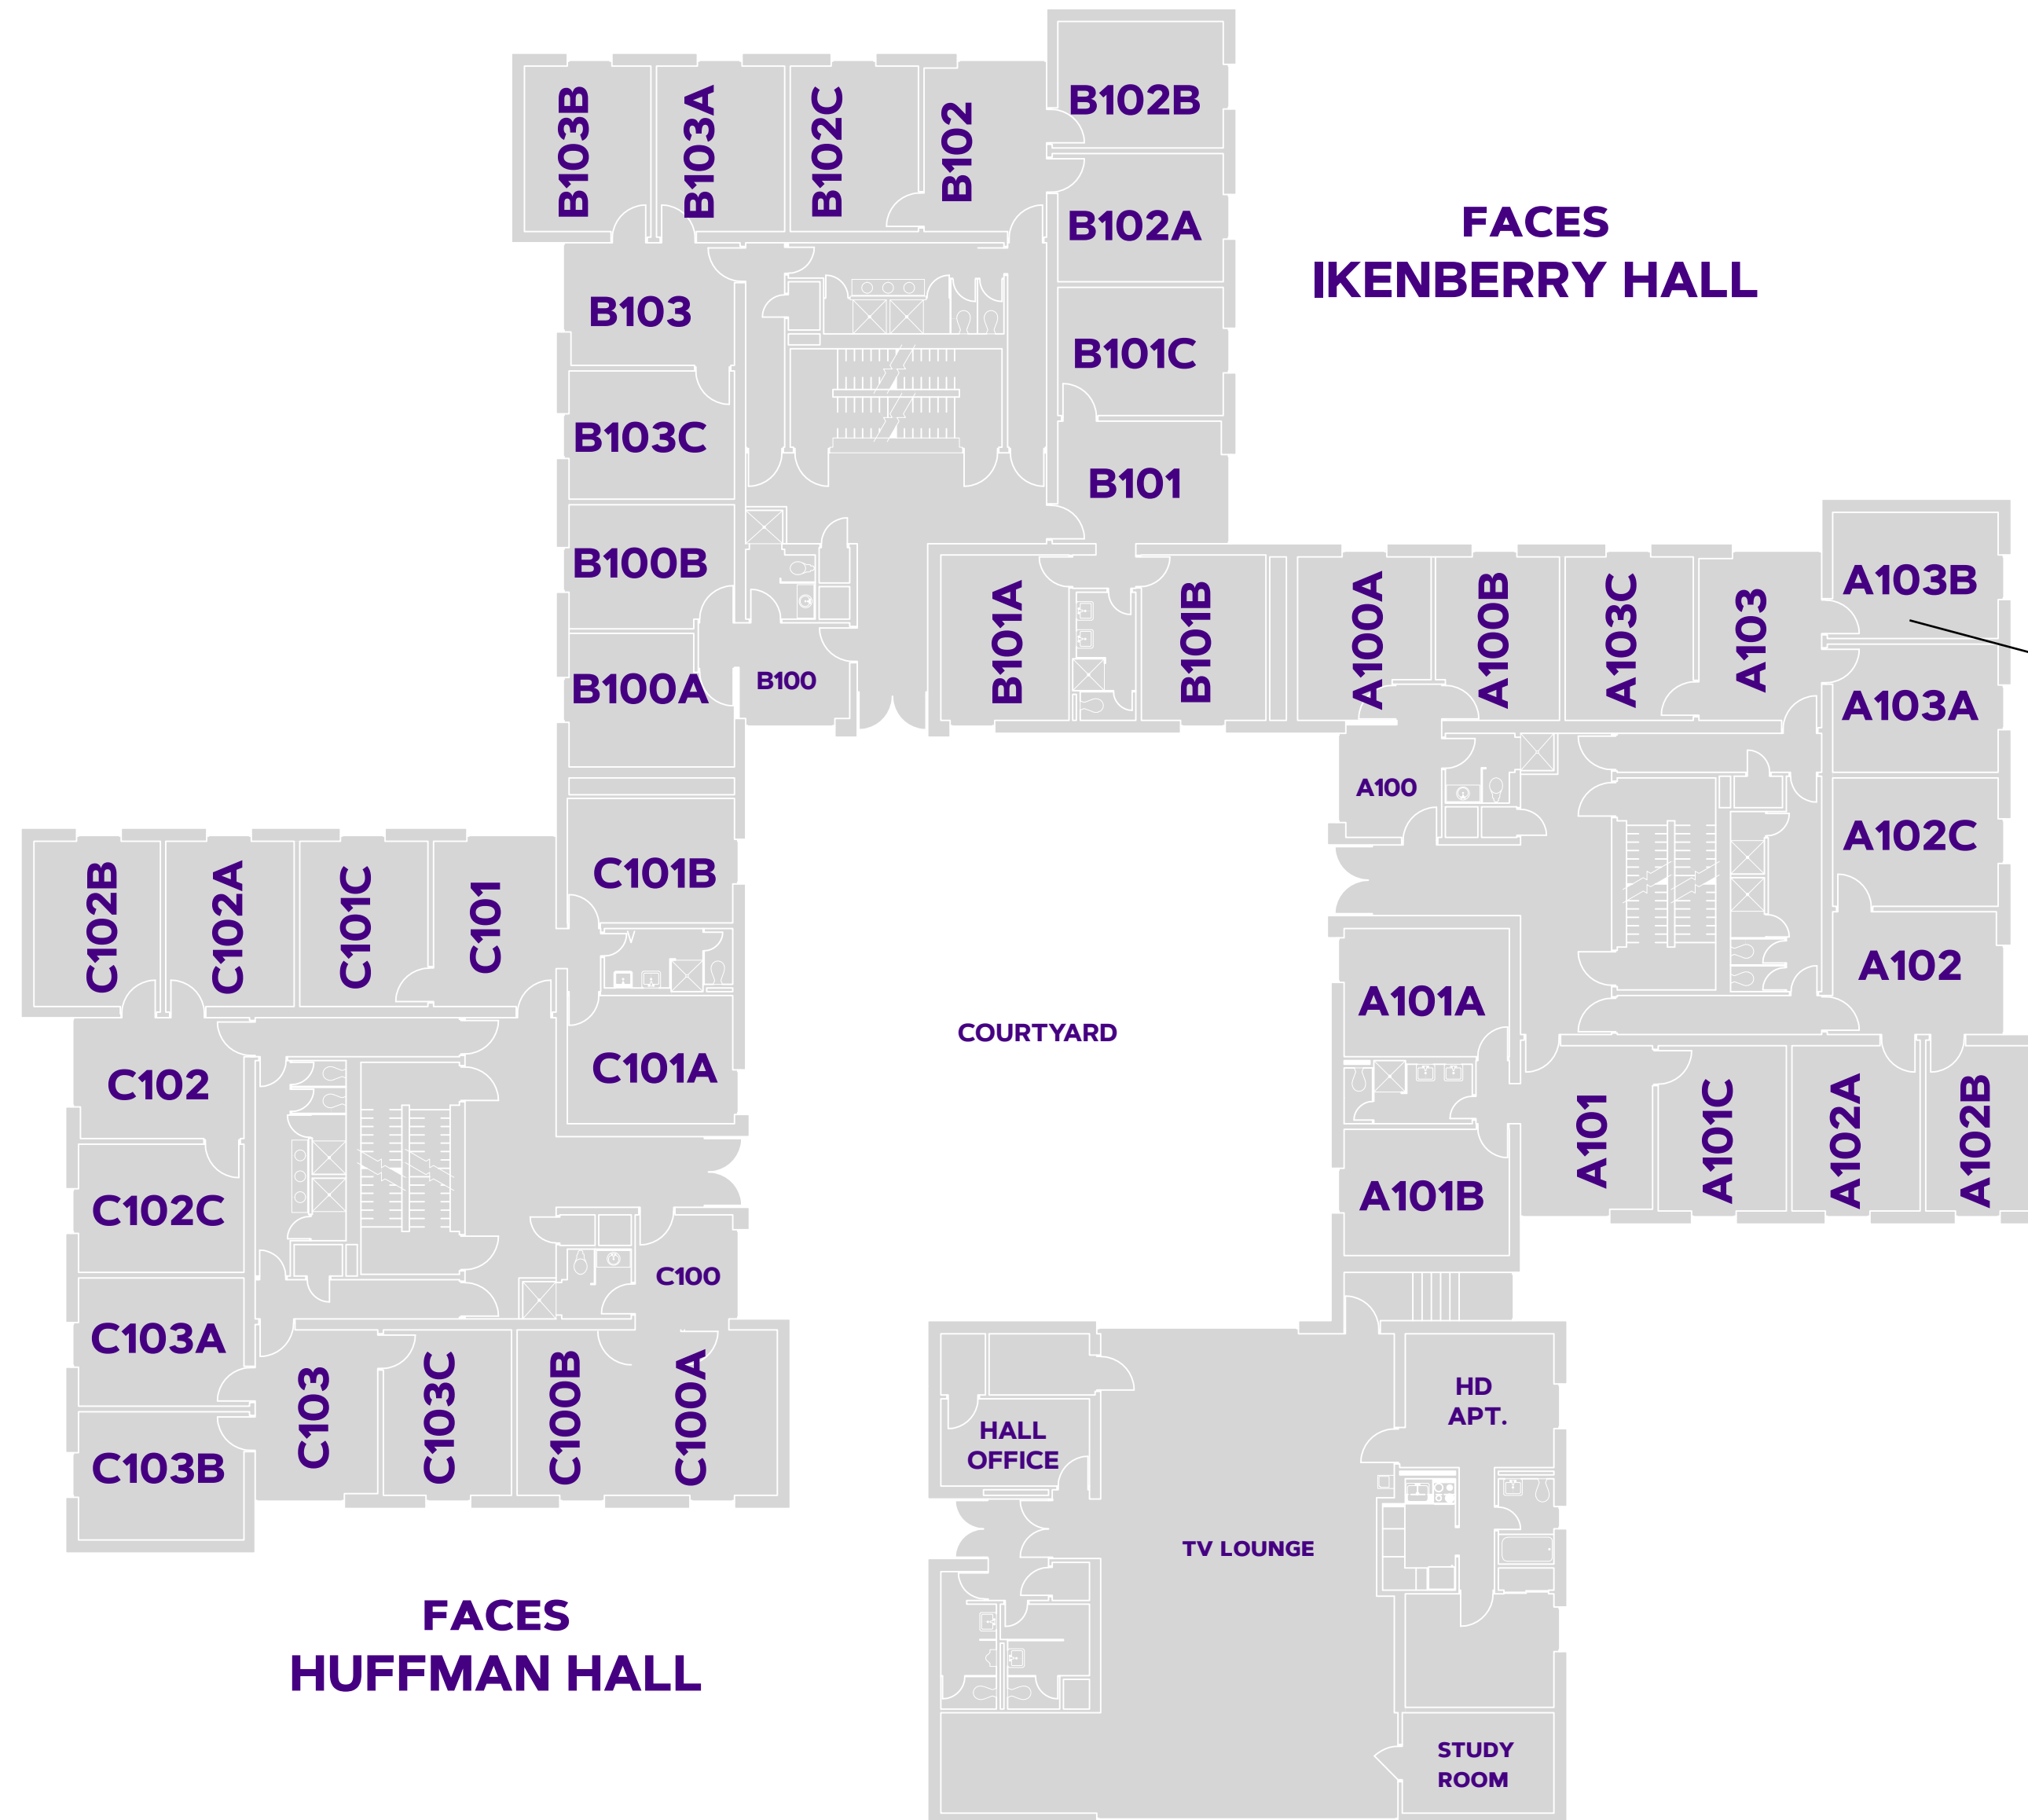 B102B
B103B
B103A
B102C
B102
B102A
FACES
IKENBERRY HALL
B103
B101C
B103C
B101
B100B
A103B
B101A
B101B
A100A
A100B
A103C
A103
B100A
B100
A103A
A100
A102C
C101B
C102B
C102A
C101C
C101
A102
A101A
COURTYARD
C101A
C102
A101
A101C
A102A
A102B
C102C
A101B
C100
C103A
C103
C103C
C100B
C100A
HD
APT.
HALL
OFFICE
C103B
TV LOUNGE
FACES
HUFFMAN HALL
STUDY
ROOM